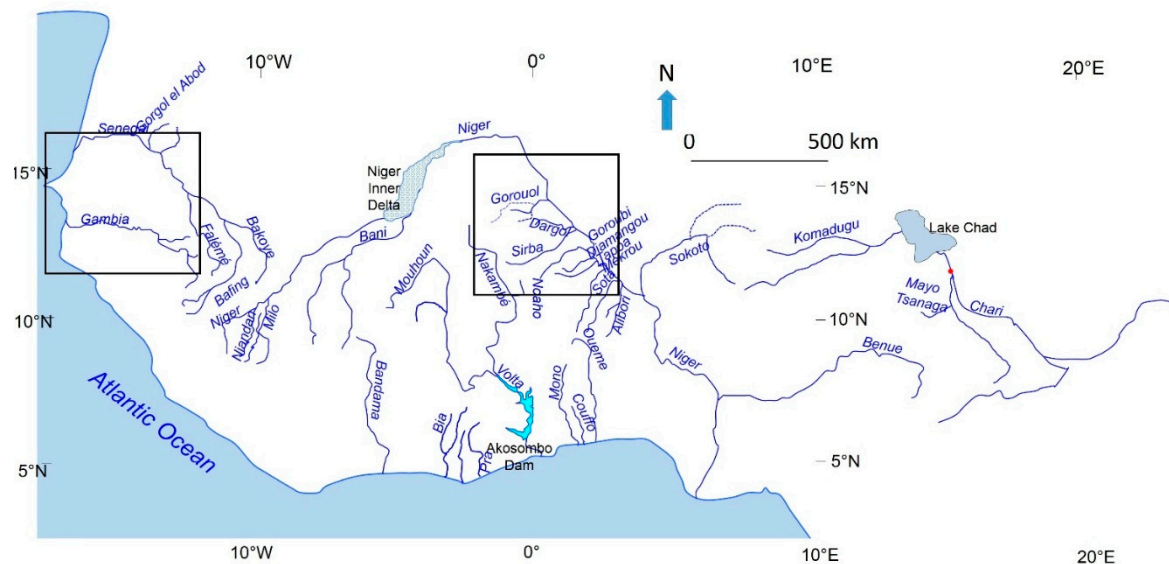 10°W
0°
10°E
20°E
N
0
500 km
Gorgol el Abod
Senegal
Niger
15°N
15°N
Niger
Inner
Delta
Gorouol
Gambia
Dargol
Goroubi
Diamangou
Tapoa
Mekrou
Lake Chad
Komadugu
Falémé
Bakoye
Bani
Sirba
Sota
Sokoto
Mouhoun
Nakambé
Alibori
Bafing
Mayo
Tsanaga
Chari
10°N
10°N
Niger
Niandan
Milo
Oueme
Niger
Benue
Bandama
Volta
Mono
Couffo
Atlantic Ocean
Bia
Pra
Akosombo
Dam
5°N
5°N
10°W
0°
10°E
20°E